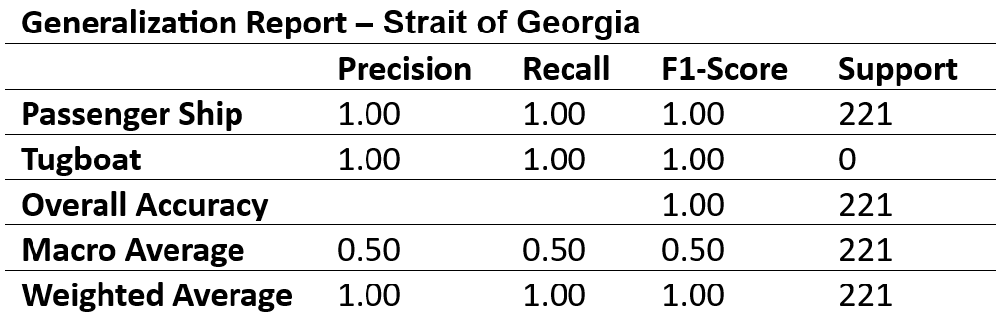 Generalization Report – Strait of Georgia
Precision Recall F1-Score Support
Passenger Ship 1.00 1.00 1.00 221
Tugboat 1.00 1.00 1.00 0
Overall Accuracy 1.00 221
Macro Average 0.50 0.50 0.50 221
Weighted Average 1.00 1.00 1.00 221